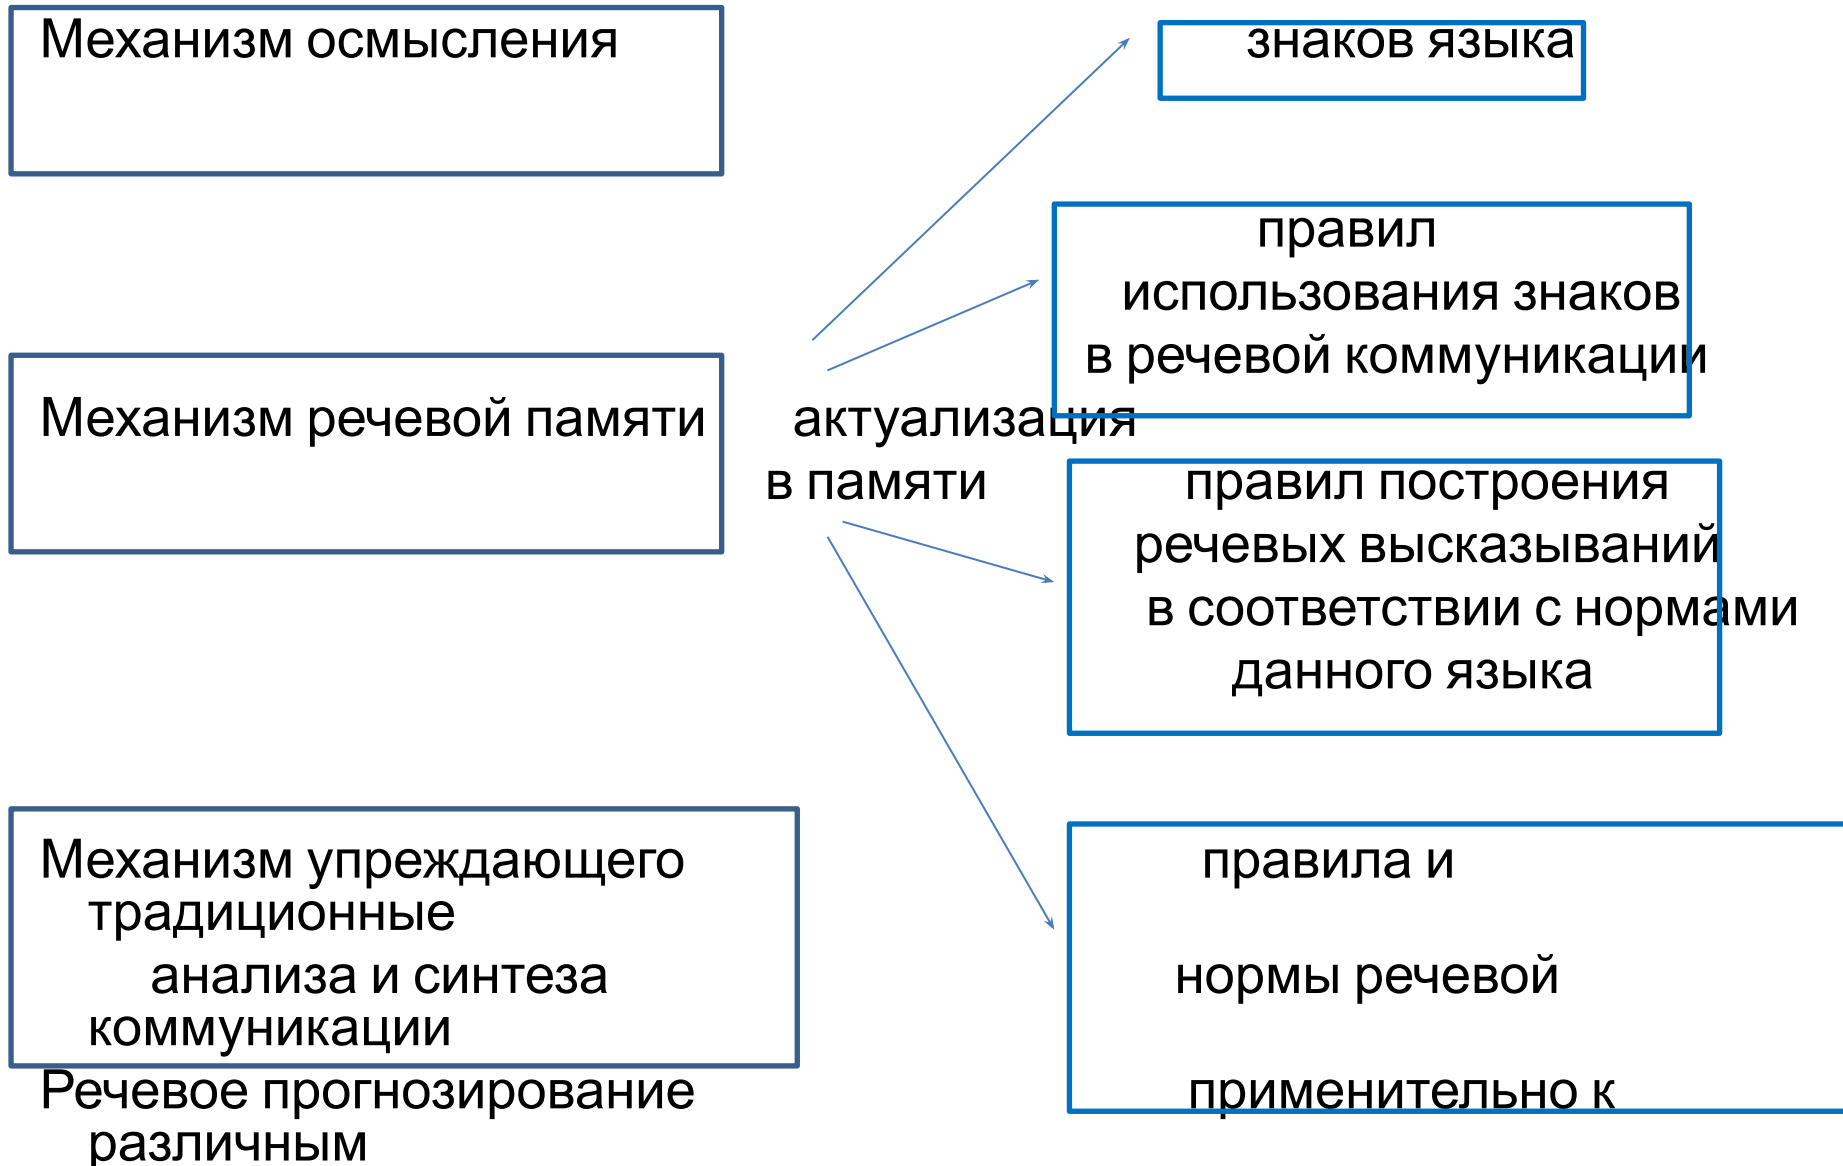 Механизм осмысления знаков языка
правил
использования знаков
в речевой коммуникации
Механизм речевой памяти актуализация
в памяти правил построения
речевых высказываний
в соответствии с нормами
данного языка
Механизм упреждающего правила и
традиционные
анализа и синтеза нормы речевой
коммуникации
Речевое прогнозирование применительно к
различным